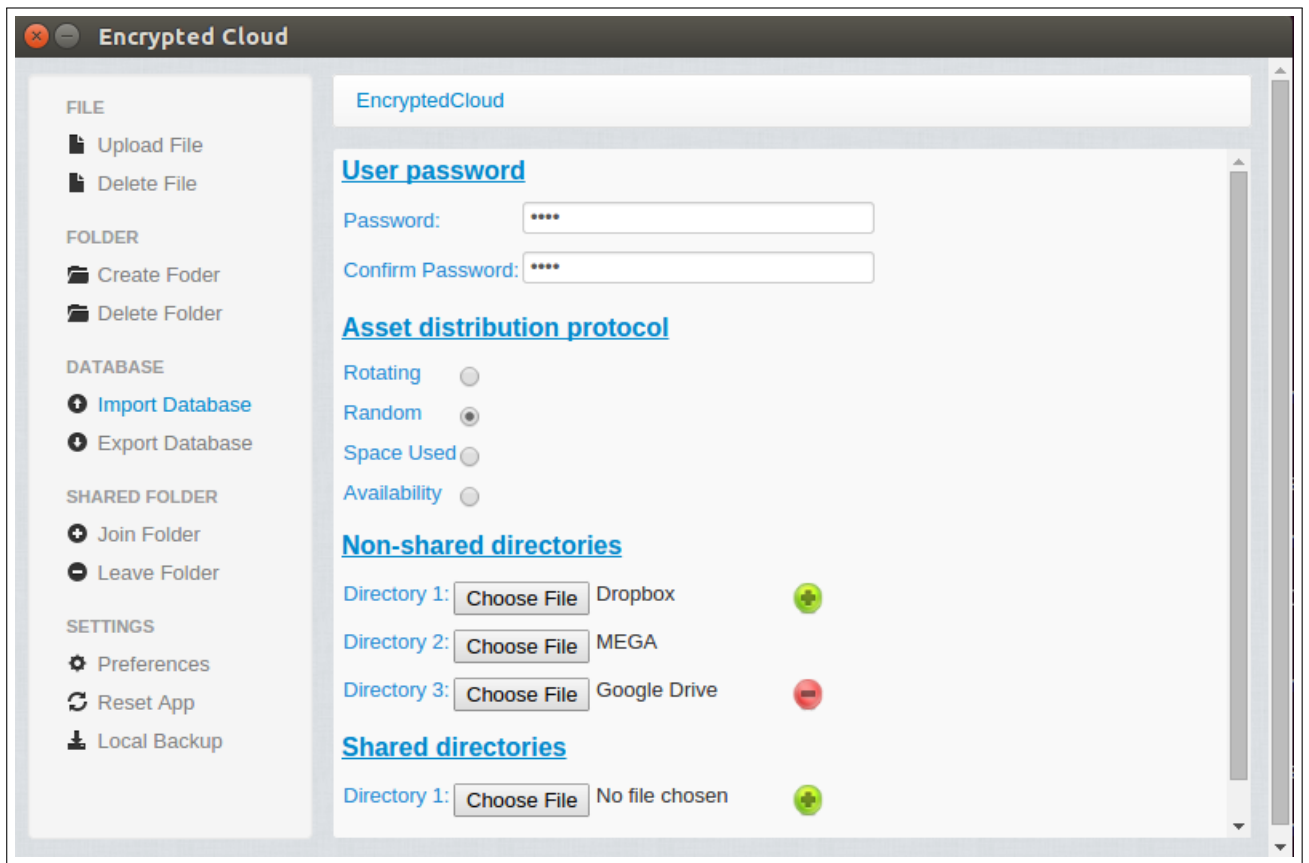 Encrypted Cloud
FILE
Upload File
Delete File
FOLDER
Create Foder
Delete Folder
DATABASE
Import Database
Export Database
SHARED FOLDER
Join Folder
Leave Folder
SETTINGS
Preferences
Reset App
Local Backup
EncryptedCloud
User password
Password: ••••
Confirm Password: ••••
Asset distribution protocol
Rotating
Random
Space Used
Availability
Non-shared directories
Directory 1: Choose File Dropbox
Directory 2: Choose File MEGA
Directory 3: Choose File Google Drive
Shared directories
Directory 1: Choose File No file chosen